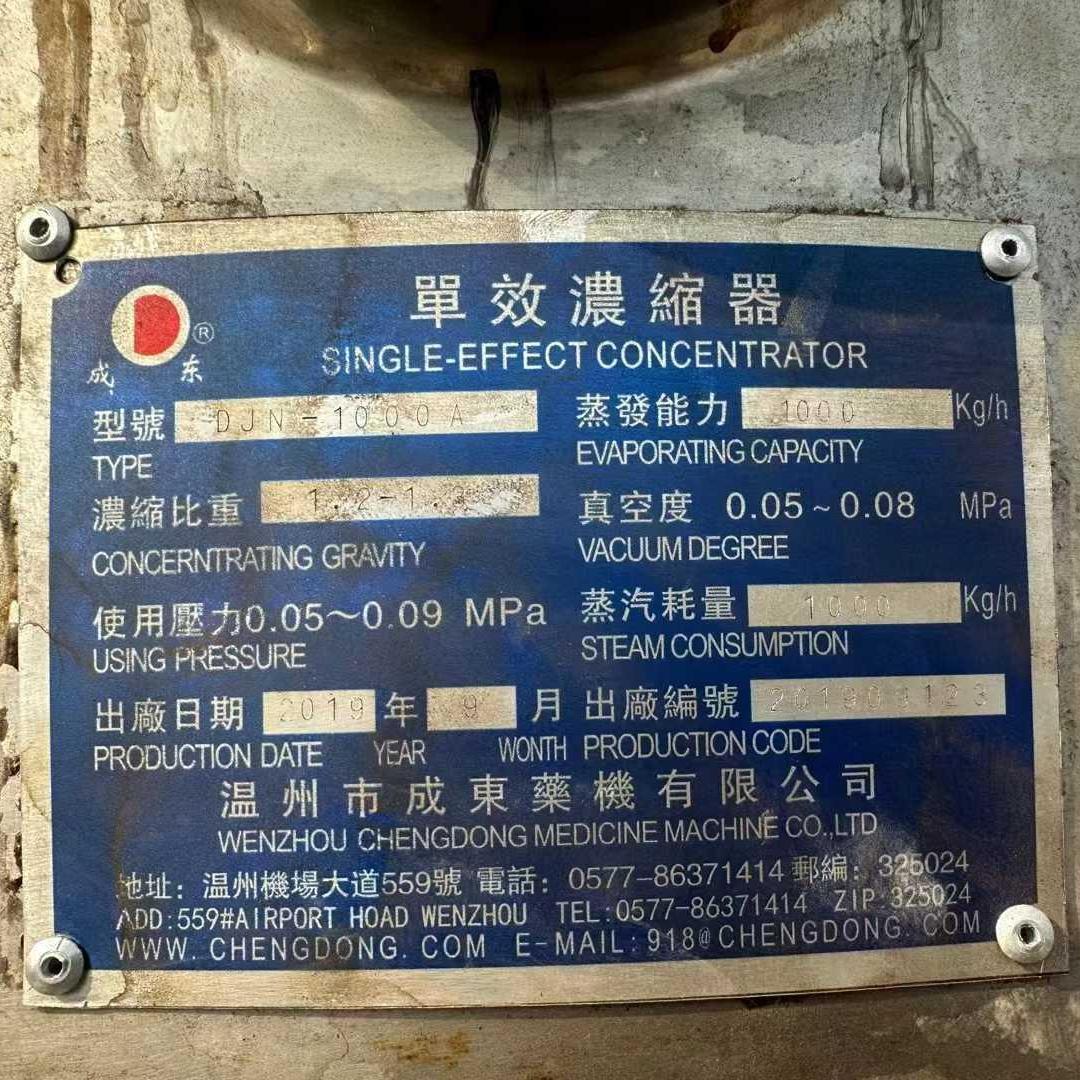 單效濃縮器
SINGLE-EFFECT CONCENTRATOR
®
成东
型號 DJN-1000A 蒸發能力 1000 Kg/h
TYPE EVAPORATING CAPACITY
濃縮比重 1.2-1. 真空度 0.05~0.08 MPa
CONCERNTRATING GRAVITY VACUUM DEGREE
使用壓力0.05~0.09 MPa 蒸汽耗量 1000 Kg/h
USING PRESSURE STEAM CONSUMPTION
出廠日期 2019 年 9 月 出廠編號
PRODUCTION DATE YEAR WONTH PRODUCTION CODE
温州市成東藥機有限公司
WENZHOU CHENGDONG MEDICINE MACHINE CO.,LTD
地址: 温州機場大道559號 電話: 0577-86371414 郵編: 325024
ADD:559#AIRPORT HOAD WENZHOU TEL:0577-86371414 ZIP:325024
WWW.CHENGDONG.COM E-MAIL:918@CHENGDONG.COM